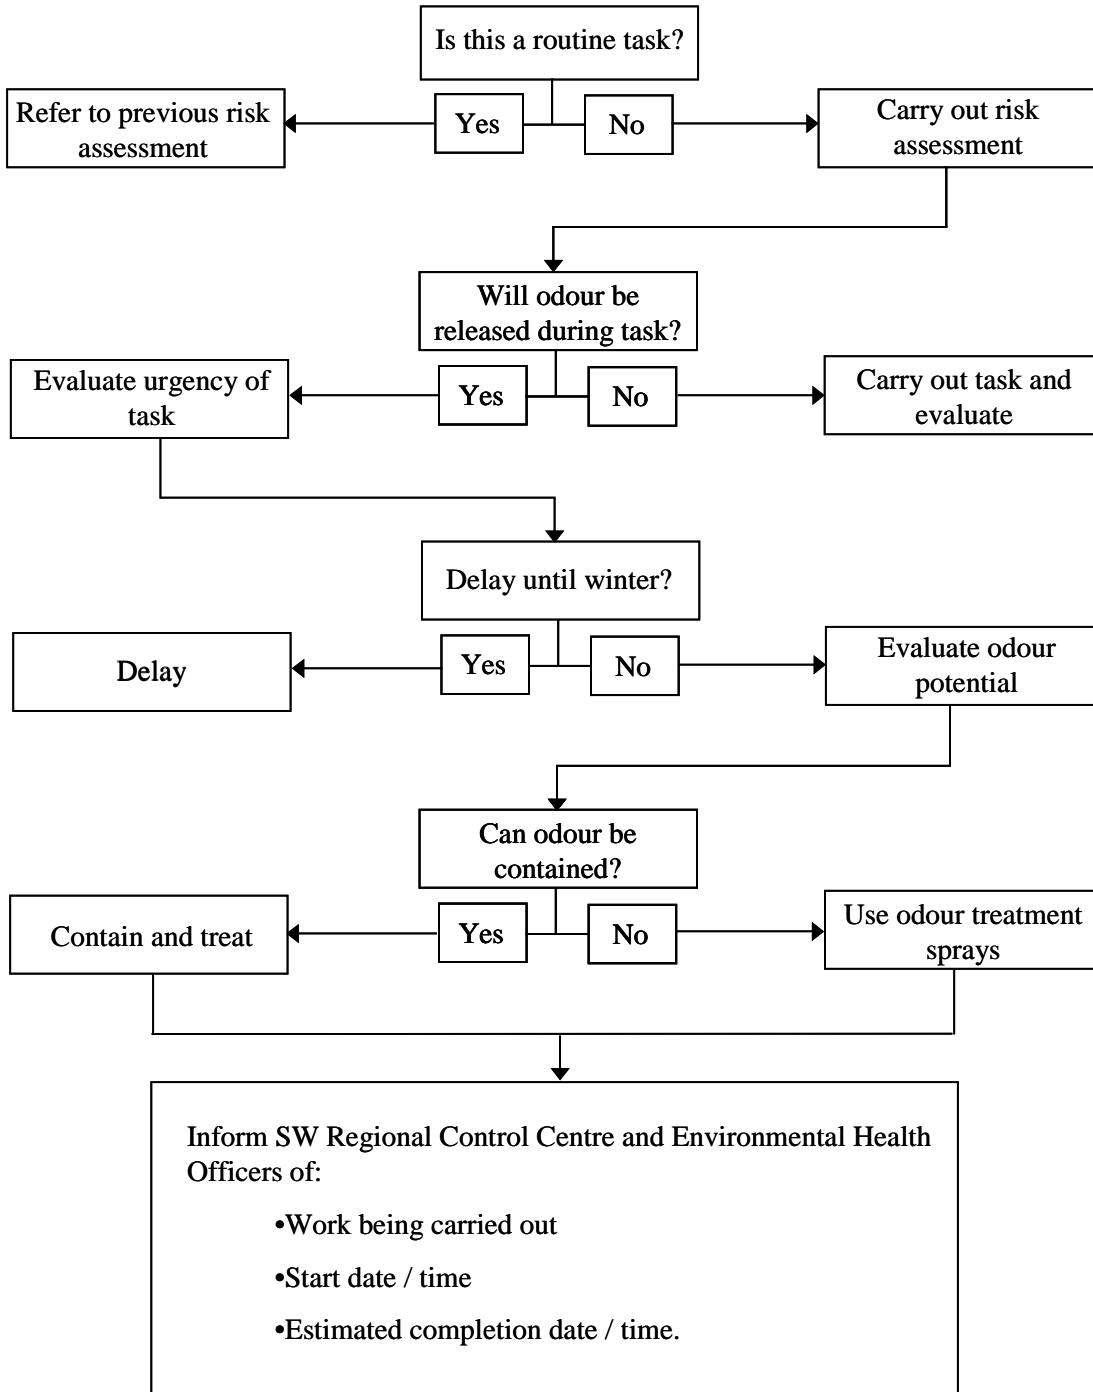 Is this a routine task?
Refer to previous risk
assessment
Yes
No
Carry out risk
assessment
Will odour be
released during task?
Evaluate urgency of
task
Yes
No
Carry out task and
evaluate
Delay until winter?
Delay
Yes
No
Evaluate odour
potential
Can odour be
contained?
Contain and treat
Yes
No
Use odour treatment
sprays
Inform SW Regional Control Centre and Environmental Health
Officers of:
•Work being carried out
•Start date / time
•Estimated completion date / time.